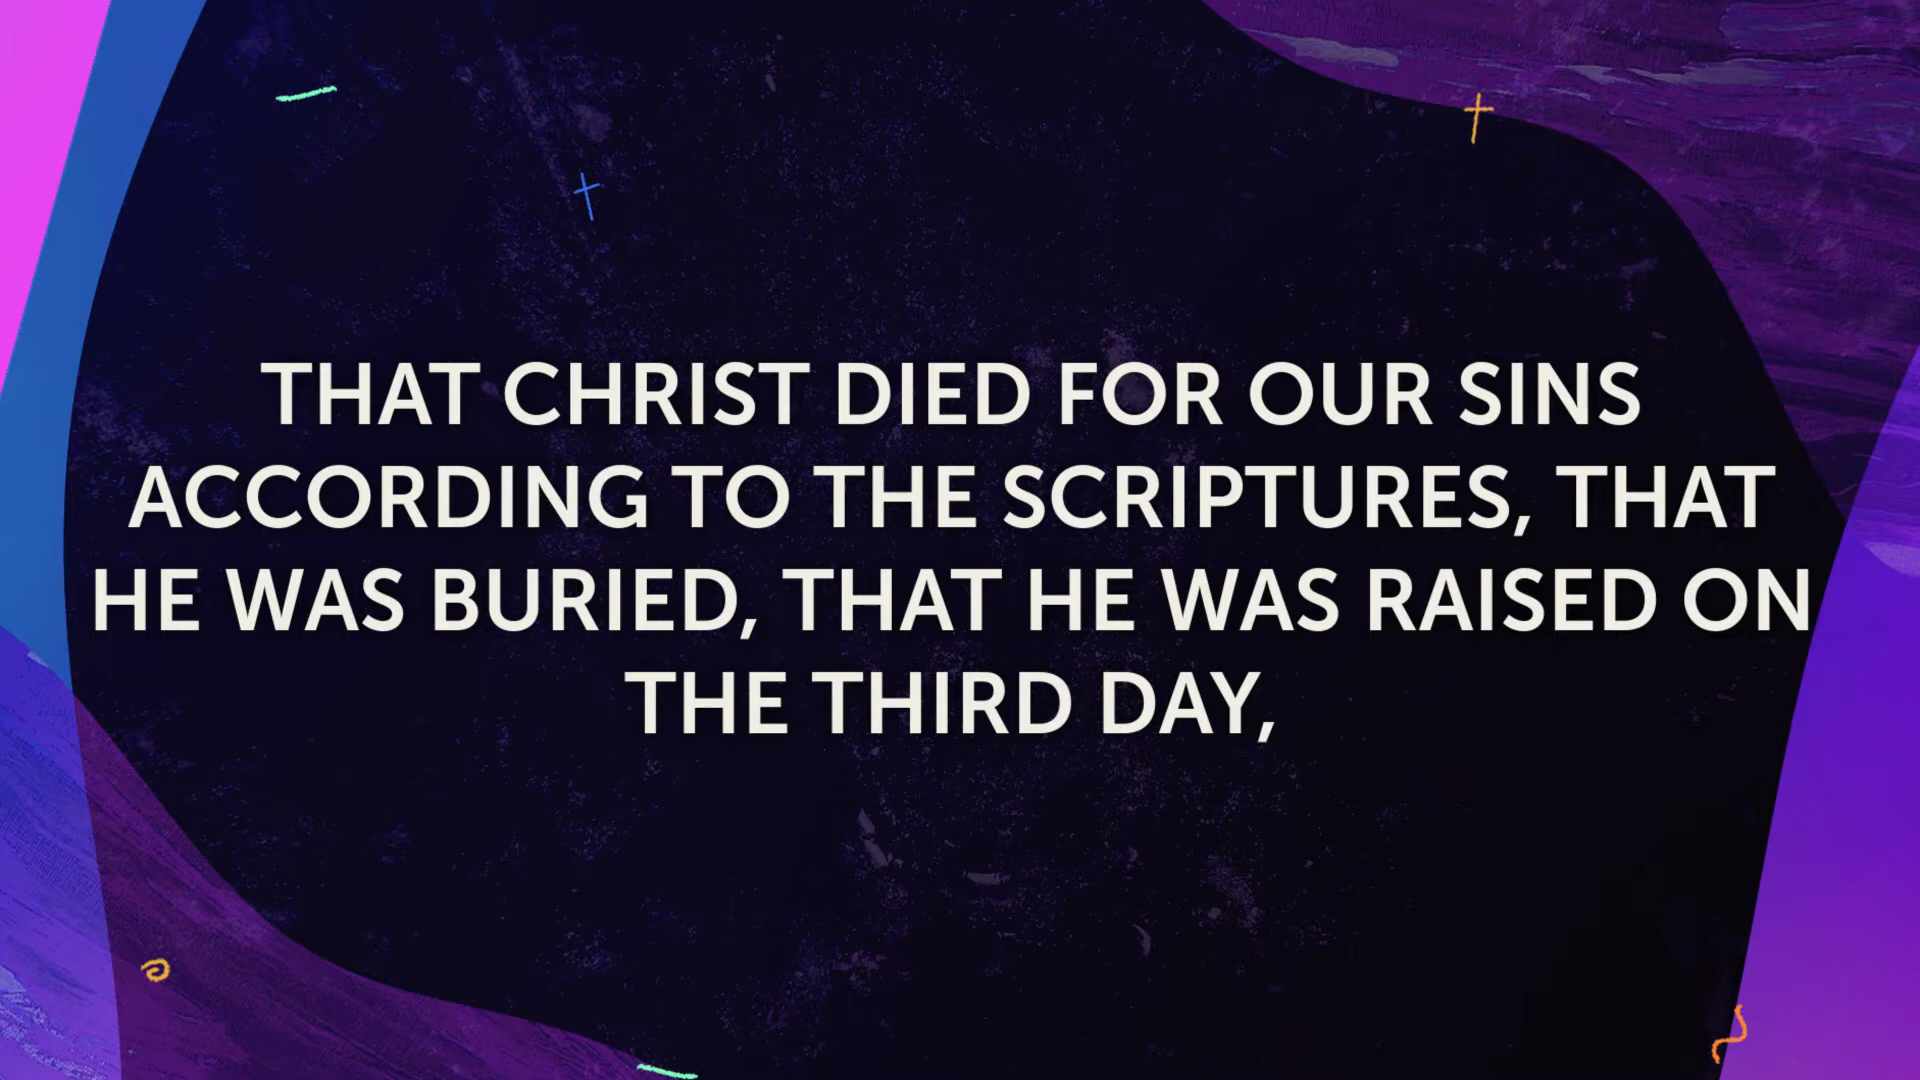 THAT CHRIST DIED FOR OUR SINS
ACCORDING TO THE SCRIPTURES, THAT
HE WAS BURIED, THAT HE WAS RAISED ON
THE THIRD DAY,